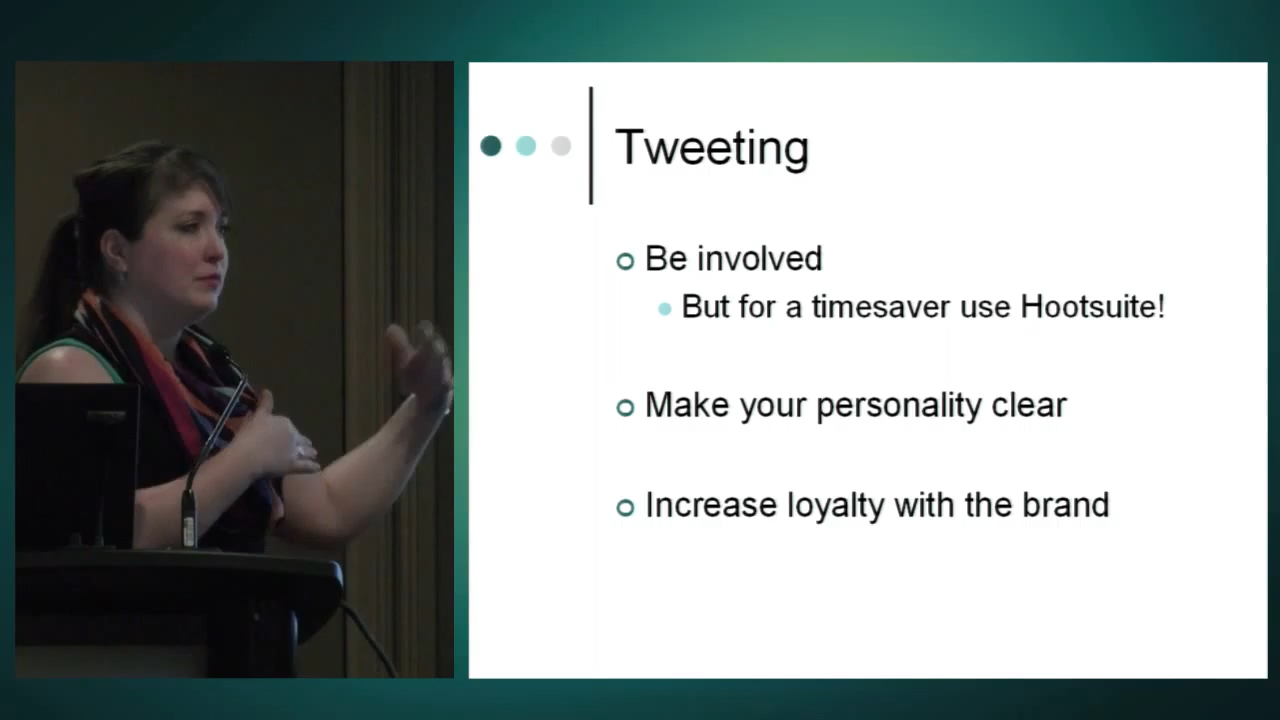 Tweeting
Be involved
But for a timesaver use Hootsuite!
Make your personality clear
Increase loyalty with the brand